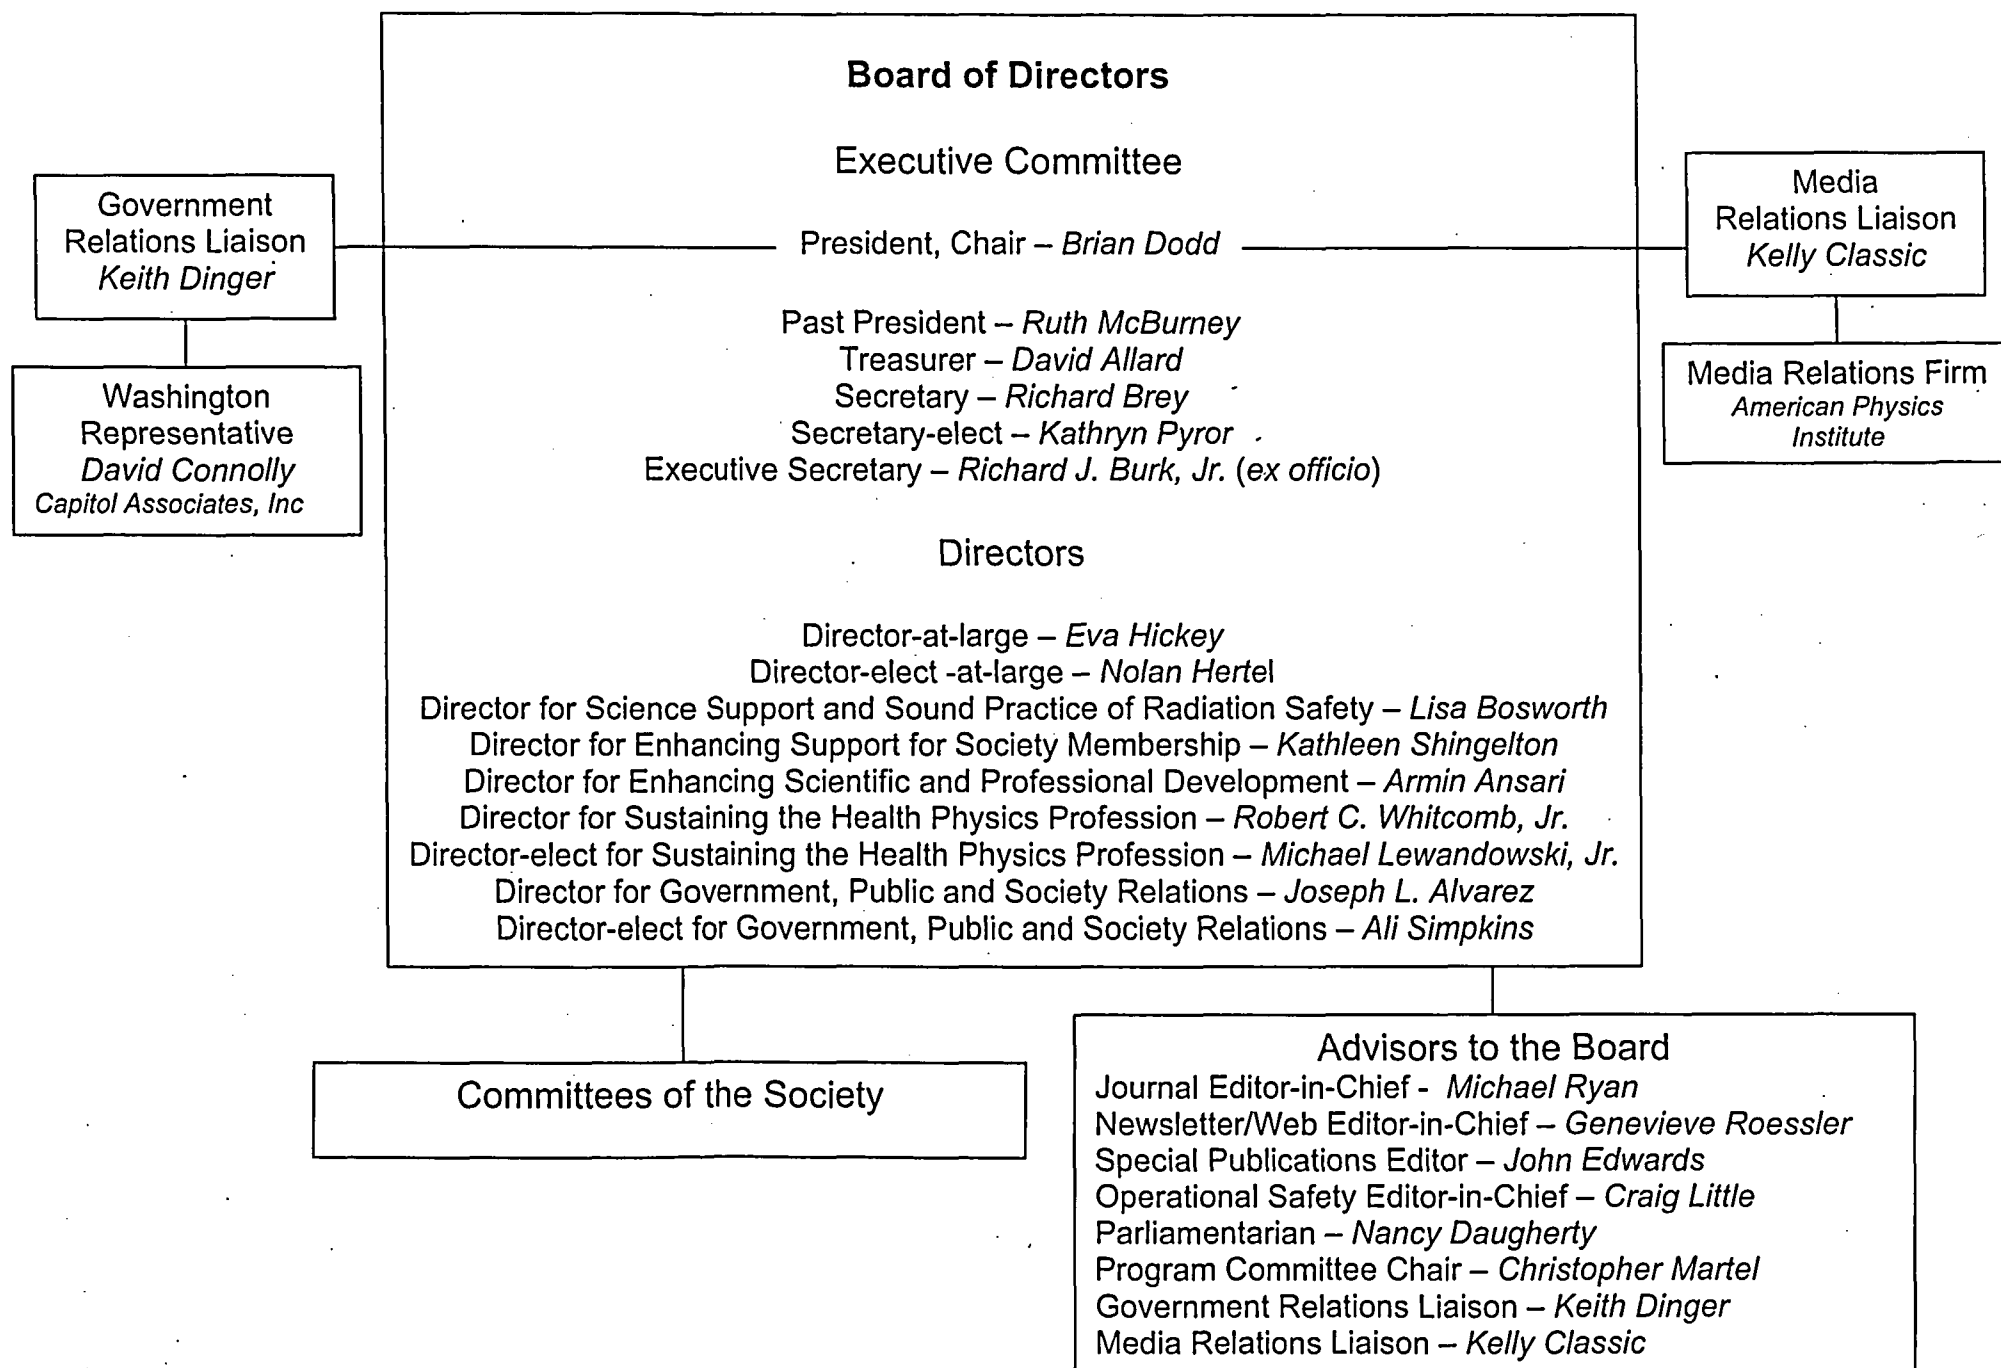 Board of Directors
Executive Committee
President, Chair – Brian Dodd
Past President – Ruth McBurney
Treasurer – David Allard
Secretary – Richard Brey
Secretary-elect – Kathryn Pyror
Executive Secretary – Richard J. Burk, Jr. (ex officio)
Directors
Director-at-large – Eva Hickey
Director-elect -at-large – Nolan Hertel
Director for Science Support and Sound Practice of Radiation Safety – Lisa Bosworth
Director for Enhancing Support for Society Membership – Kathleen Shingelton
Director for Enhancing Scientific and Professional Development – Armin Ansari
Director for Sustaining the Health Physics Profession – Robert C. Whitcomb, Jr.
Director-elect for Sustaining the Health Physics Profession – Michael Lewandowski, Jr.
Director for Government, Public and Society Relations – Joseph L. Alvarez
Director-elect for Government, Public and Society Relations – Ali Simpkins
Government
Relations Liaison
Keith Dinger
Washington
Representative
David Connolly
Capitol Associates, Inc
Media
Relations Liaison
Kelly Classic
Media Relations Firm
American Physics
Institute
Committees of the Society
Advisors to the Board
Journal Editor-in-Chief - Michael Ryan
Newsletter/Web Editor-in-Chief – Genevieve Roessler
Special Publications Editor – John Edwards
Operational Safety Editor-in-Chief – Craig Little
Parliamentarian – Nancy Daugherty
Program Committee Chair – Christopher Martel
Government Relations Liaison – Keith Dinger
Media Relations Liaison – Kelly Classic